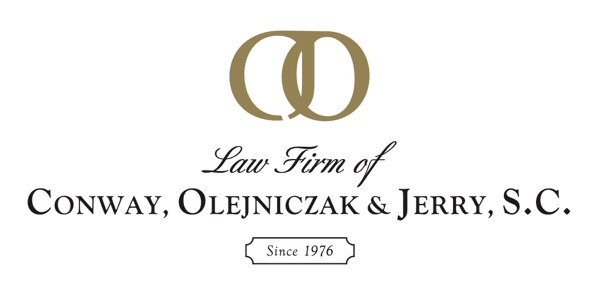 Law Firm of
CONWAY, OLEJNICZAK & JERRY, S.C.
Since 1976